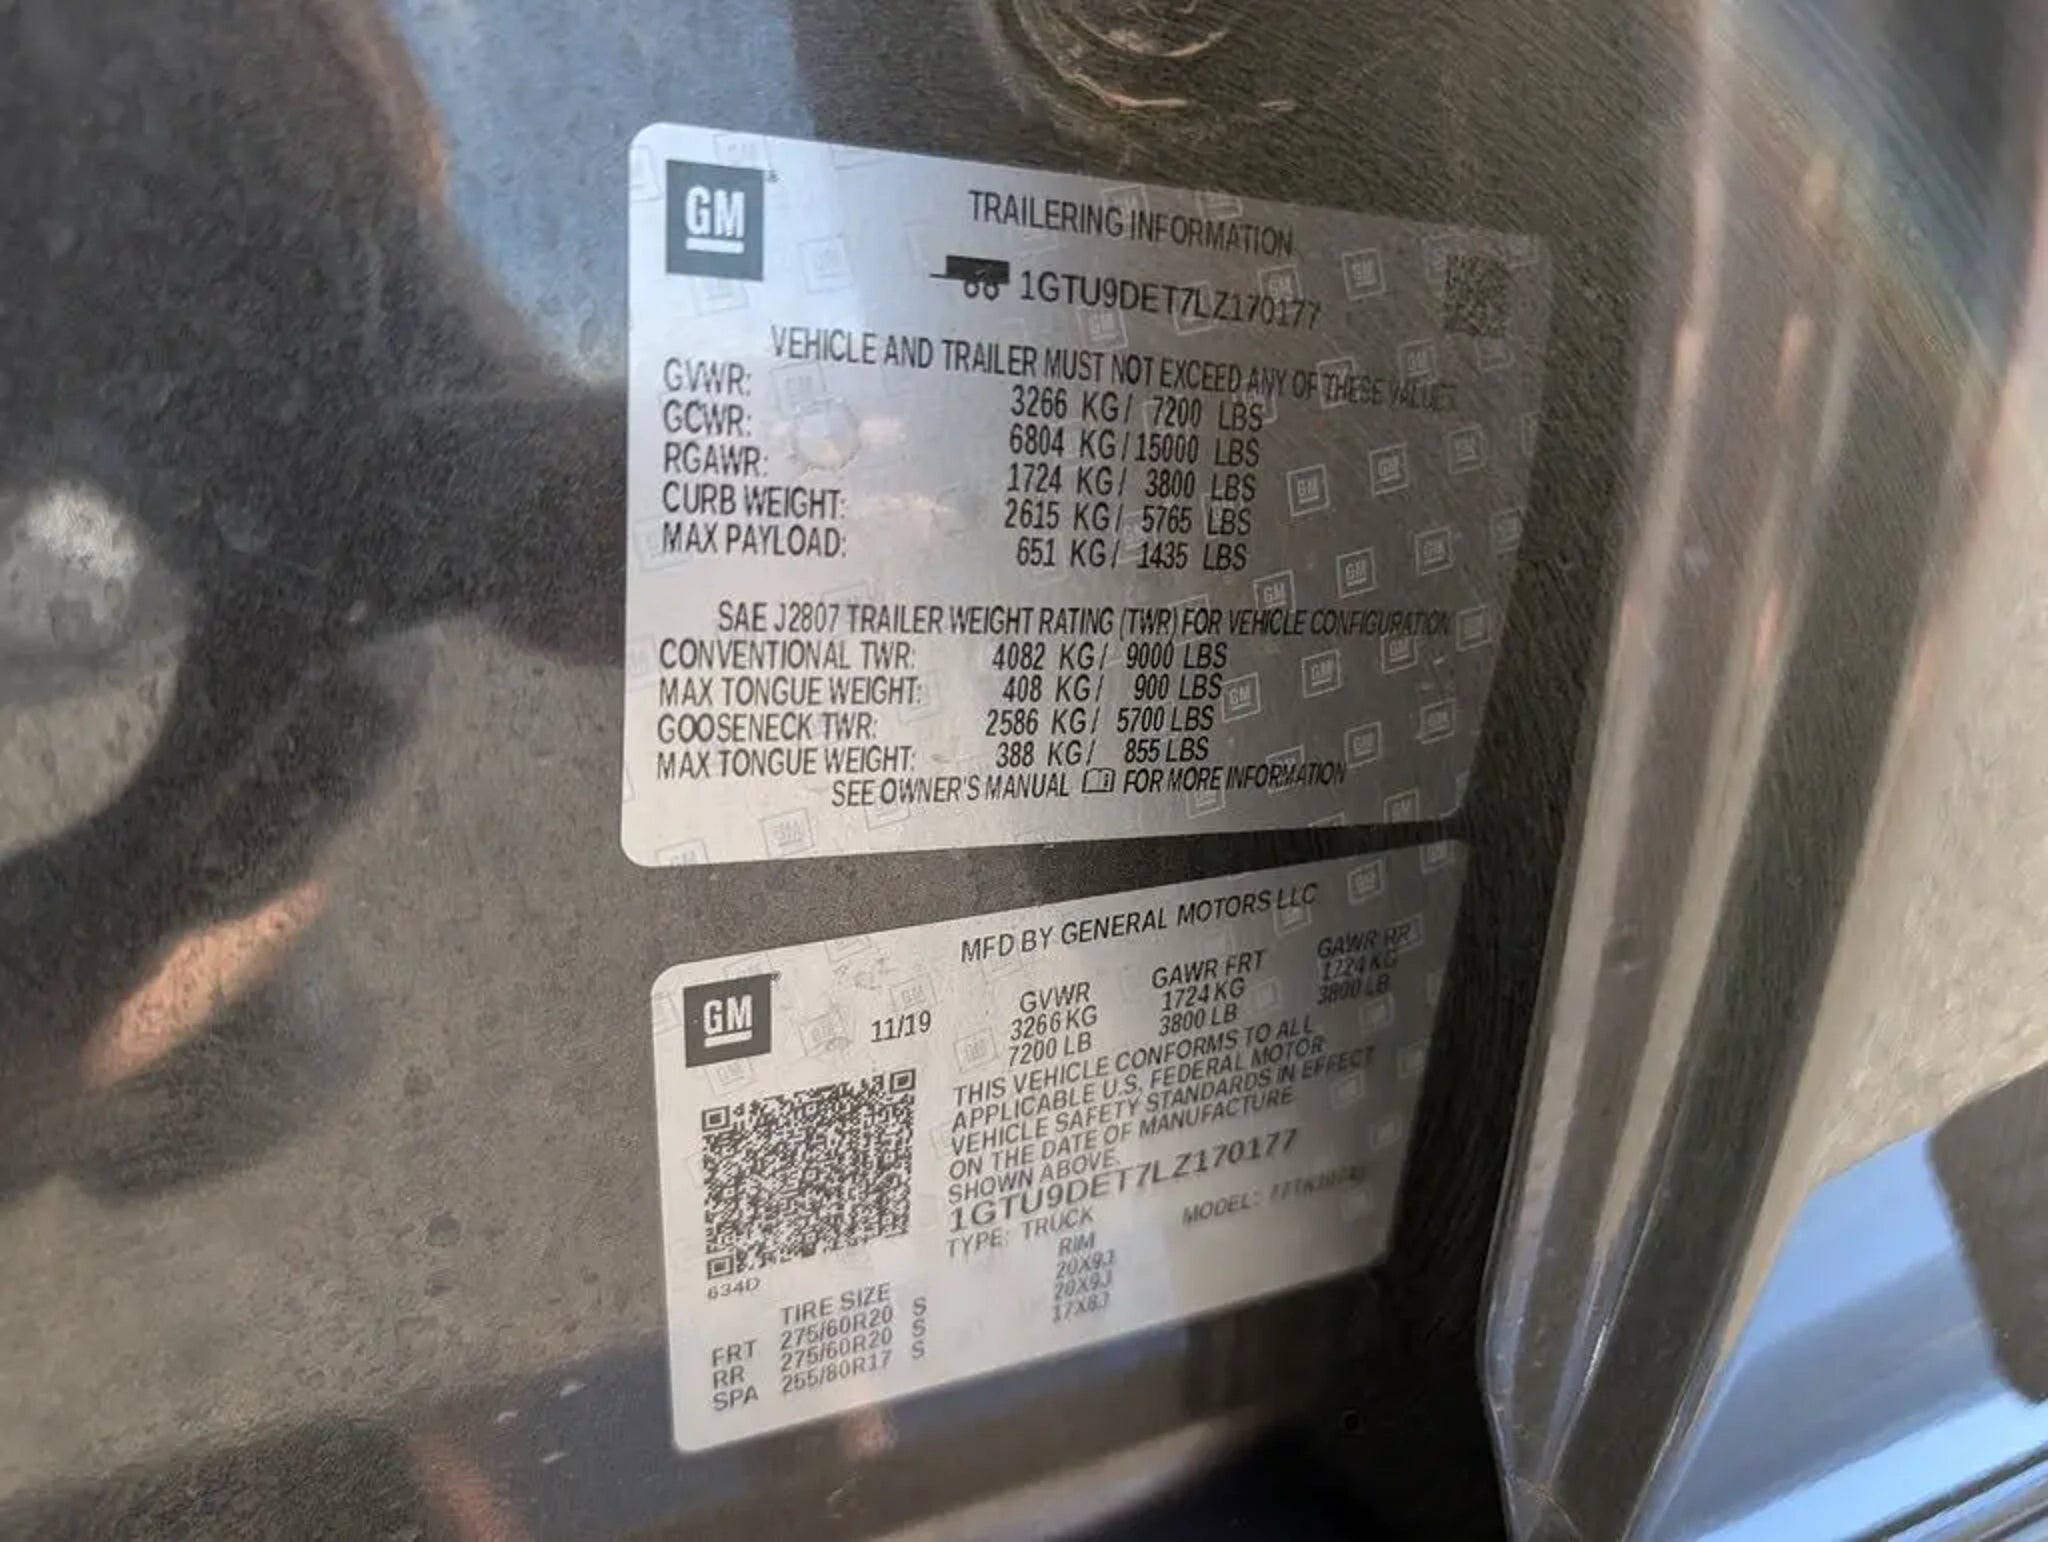 GM
TRAILERING INFORMATION
1GTU9DET7LZ170177
VEHICLE AND TRAILER MUST NOT EXCEED ANY OF THESE VALUES
GVWR: 3266 KG / 7200 LBS
GCWR: 6804 KG / 15000 LBS
RGAWR: 1724 KG / 3800 LBS
CURB WEIGHT: 2615 KG / 5765 LBS
MAX PAYLOAD: 651 KG / 1435 LBS
SAE J2807 TRAILER WEIGHT RATING (TWR) FOR VEHICLE CONFIGURATION
CONVENTIONAL TWR: 4082 KG / 9000 LBS
MAX TONGUE WEIGHT: 408 KG / 900 LBS
GOOSENECK TWR: 2586 KG / 5700 LBS
MAX TONGUE WEIGHT: 388 KG / 855 LBS
SEE OWNER'S MANUAL FOR MORE INFORMATION
GM
MFD BY GENERAL MOTORS LLC
11/19
GVWR GAWR FRT GAWR RR
3266 KG 1724 KG 1724 KG
7200 LB 3800 LB 3800 LB
THIS VEHICLE CONFORMS TO ALL
APPLICABLE U.S. FEDERAL MOTOR
VEHICLE SAFETY STANDARDS IN EFFECT
ON THE DATE OF MANUFACTURE
SHOWN ABOVE.
1GTU9DET7LZ170177
TYPE: TRUCK MODEL:
634D
TIRE SIZE RIM
FRT 275/60R20 S 20X9J
RR 275/60R20 S 20X9J
SPA 255/80R17 S 17X8J